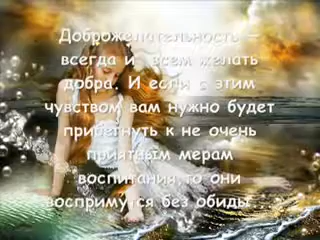 Доброжелательность –
всегда и всем желать
добра. И если с этим
чувством вам нужно будет
прибегнуть к не очень
приятным мерам
воспитания,то они
воспримутся без обиды